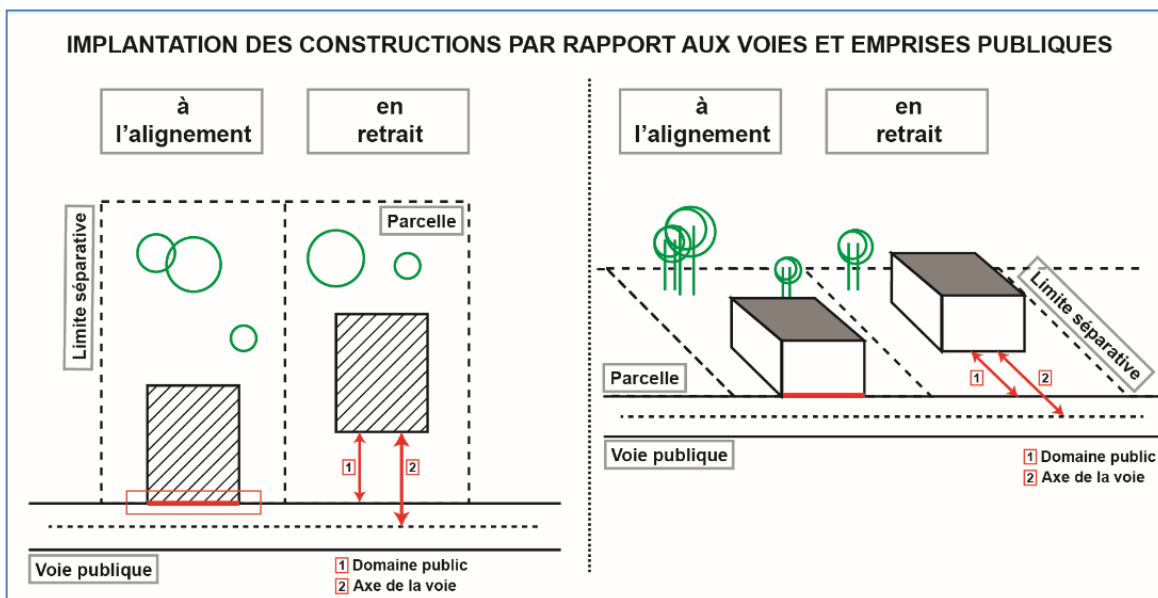 IMPLANTATION DES CONSTRUCTIONS PAR RAPPORT AUX VOIES ET EMPRISES PUBLIQUES
à
l'alignement
en
retrait
Limite séparative
Parcelle
1
2
Voie publique
1 Domaine public
2 Axe de la voie
à
l'alignement
en
retrait
Limite séparative
Parcelle
1
2
Voie publique
1 Domaine public
2 Axe de la voie